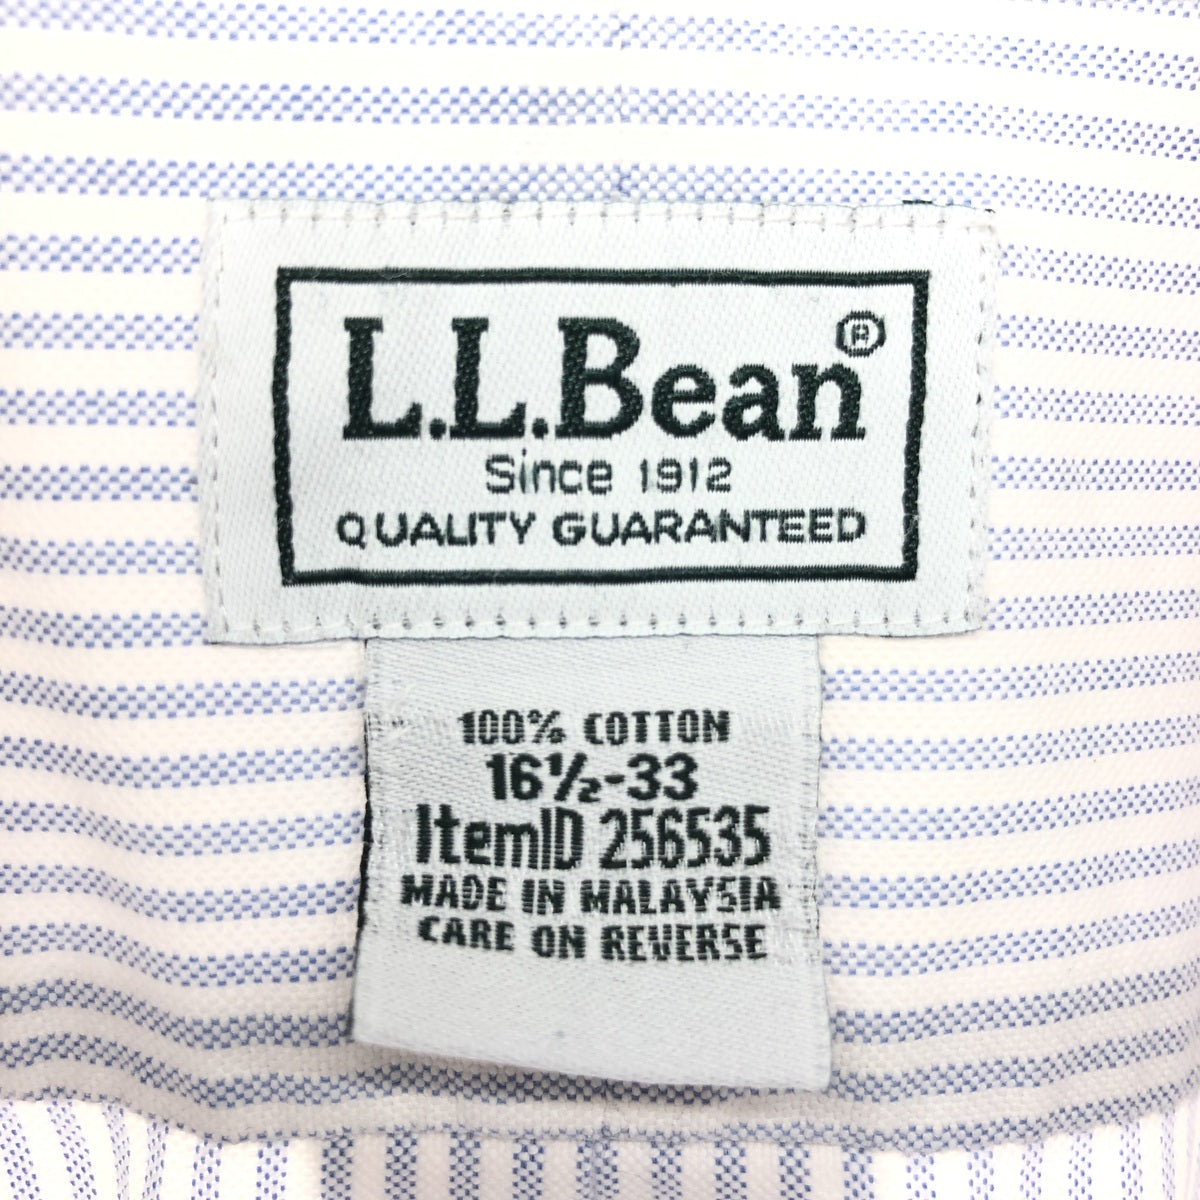 L.L.Bean®
Since 1912
QUALITY GUARANTEED
100% COTTON
16½-33
ItemID 256535
MADE IN MALAYSIA
CARE ON REVERSE